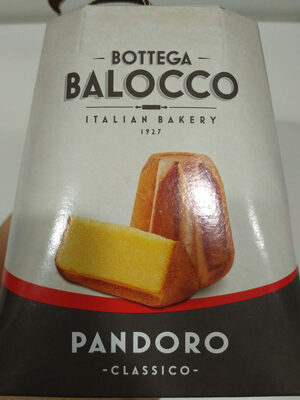 BOTTEGA
BALOCCO
ITALIAN BAKERY
1927
PANDORO
-CLASSICO-